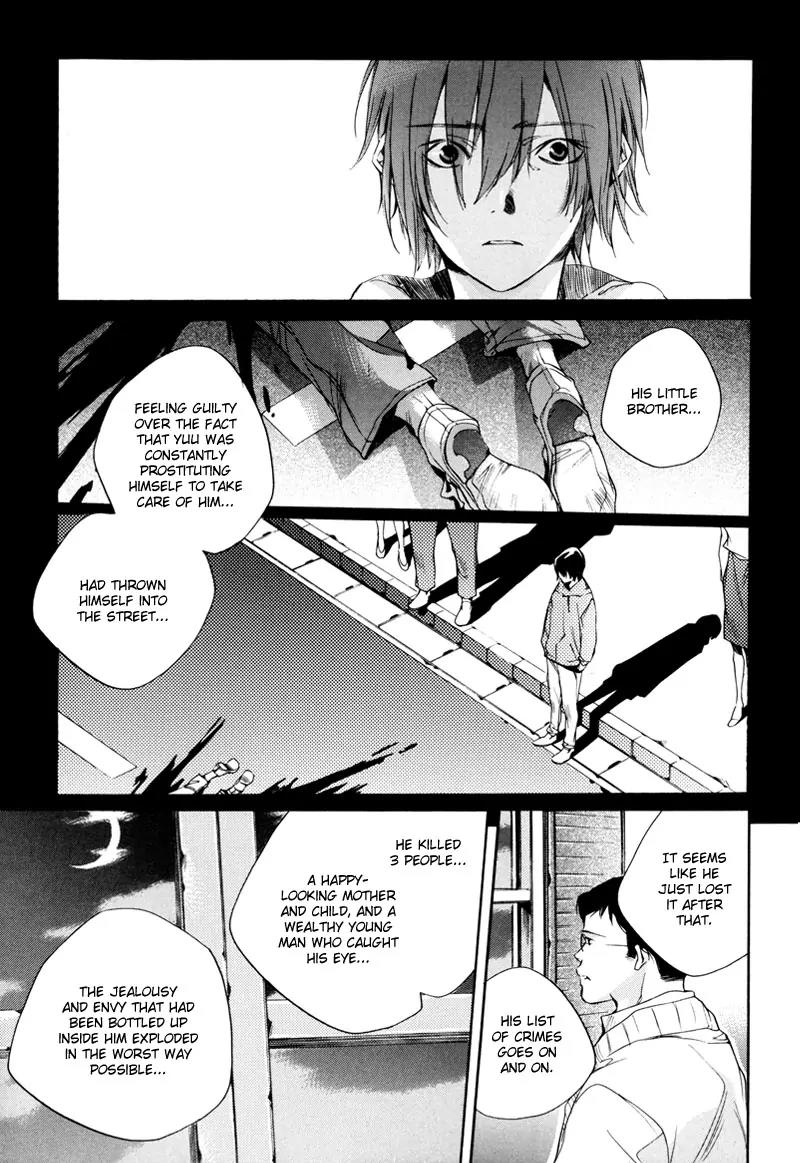 HIS LITTLE
BROTHER...
FEELING GUILTY
OVER THE FACT
THAT YUU WAS
CONSTANTLY
PROSTITUTING
HIMSELF TO TAKE
CARE OF HIM...
HAD THROWN
HIMSELF INTO
THE STREET...
IT SEEMS
LIKE HE
JUST LOST
IT AFTER
THAT.
HIS LIST
OF CRIMES
GOES ON
AND ON.
HE KILLED
3 PEOPLE...
A HAPPY-
LOOKING MOTHER
AND CHILD, AND A
WEALTHY YOUNG
MAN WHO CAUGHT
HIS EYE...
THE JEALOUSY
AND ENVY THAT HAD
BEEN BOTTLED UP
INSIDE HIM EXPLODED
IN THE WORST WAY
POSSIBLE...